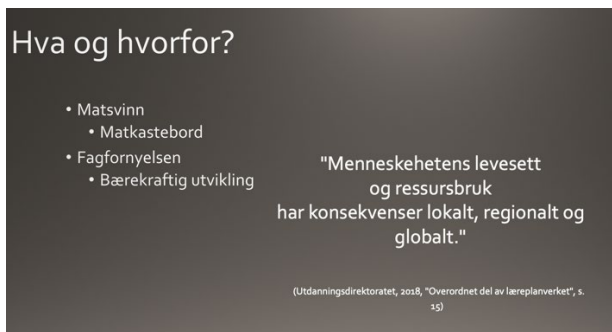 Hva og hvorfor?
• Matsvinn
• Matkastebord
• Fagfornyelsen
• Bærekraftig utvikling
"Menneskehetens levesett
og ressursbruk
har konsekvenser lokalt, regionalt og
globalt."
(Utdanningsdirektoratet, 2018, "Overordnet del av læreplanverket", s.
15)